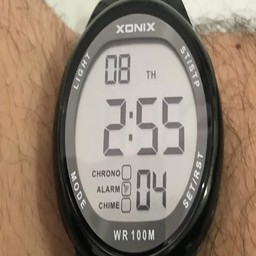 XONIX
LIGHT
ST/STP
08 TH
2:55
CHRONO
ALARM 04
CHIME
MODE
SET/RST
WR 100M